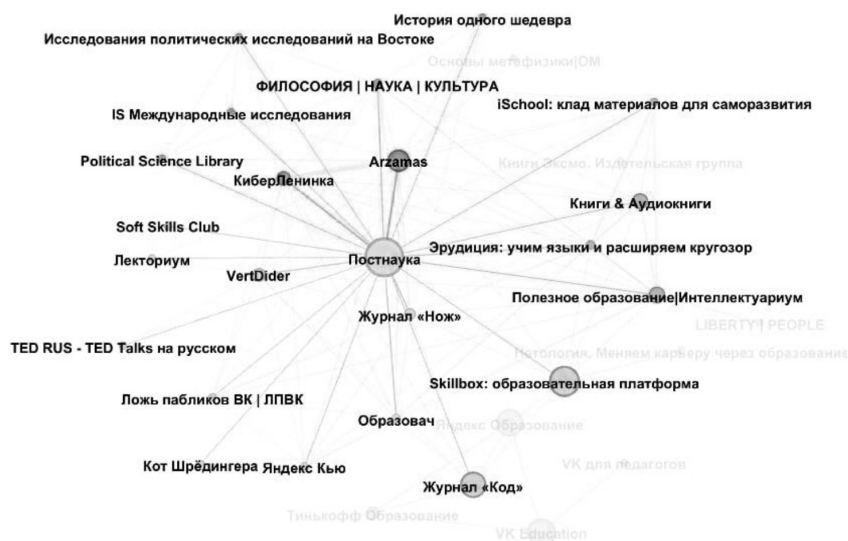 История одного шедевра
Исследования политических исследований на Востоке
Основы метафизики|ОМ
ФИЛОСОФИЯ | НАУКА | КУЛЬТУРА
iSchool: клад материалов для саморазвития
IS Международные исследования
Political Science Library
Arzamas
Книги Эксмо. Издательская группа
КиберЛенинка
Книги & Аудиокниги
Soft Skills Club
Эрудиция: учим языки и расширяем кругозор
Лекториум
Постнаука
VertDider
Полезное образование|Интеллектуариум
Журнал «Нож»
LIBERTY | PEOPLE
TED RUS - TED Talks на русском
Нетология. Меняем карьеру через образование
Skillbox: образовательная платформа
Ложь пабликов ВК | ЛПВК
Образовач
Яндекс Образование
Кот Шрёдингера
Яндекс Кью
VK для педагогов
Журнал «Код»
Тинькофф Образование
VK Education